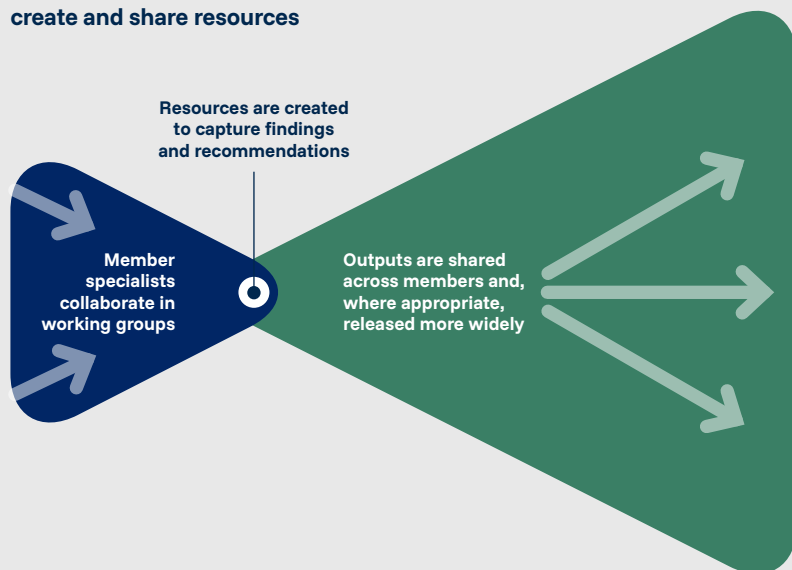 create and share resources
Resources are created
to capture findings
and recommendations
Member
specialists
collaborate in
working groups
Outputs are shared
across members and,
where appropriate,
released more widely